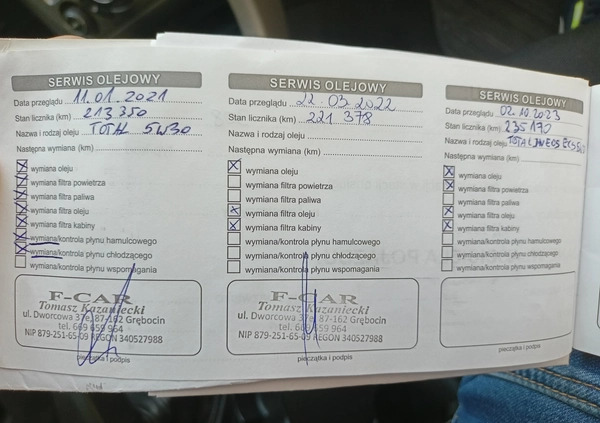 SERWIS OLEJOWY
Data przeglądu 11.01.2021
Stan licznika (km) 213 350
Nazwa i rodzaj oleju TOTAL 5W30
Następna wymiana (km)
wymiana oleju
wymiana filtra powietrza
wymiana filtra paliwa
wymiana filtra oleju
wymiana filtra kabiny
wymiana/kontrola płynu hamulcowego
wymiana/kontrola płynu chłodzącego
wymiana/kontrola płynu wspomagania
F-CAR
Tomasz Kazaniecki
ul. Dworcowa 37e 87-162 Grębocin
tel. 669 459 964
NIP 879-251-65-09 REGON 340527988
pieczątka i podpis
SERWIS OLEJOWY
Data przeglądu 22.03.2022
Stan licznika (km) 221 378
Nazwa i rodzaj oleju
Następna wymiana (km)
wymiana oleju
wymiana filtra powietrza
wymiana filtra paliwa
wymiana filtra oleju
wymiana filtra kabiny
wymiana/kontrola płynu hamulcowego
wymiana/kontrola płynu chłodzącego
wymiana/kontrola płynu wspomagania
F-CAR
Tomasz Kazaniecki
ul. Dworcowa 37e 87-162 Grębocin
tel. 669 459 964
NIP 879-251-65-09 REGON 340527988
pieczątka i podpis
SERWIS OLEJOWY
Data przeglądu 02.10.2023
Stan licznika (km) 235170
Nazwa i rodzaj oleju TOTAL INEOS ECS
Następna wymiana (km)
wymiana oleju
wymiana filtra powietrza
wymiana filtra paliwa
wymiana filtra oleju
wymiana filtra kabiny
wymiana/kontrola płynu hamulcowego
wymiana/kontrola płynu chłodzącego
wymiana/kontrola płynu wspomagania
pieczątka i podpis